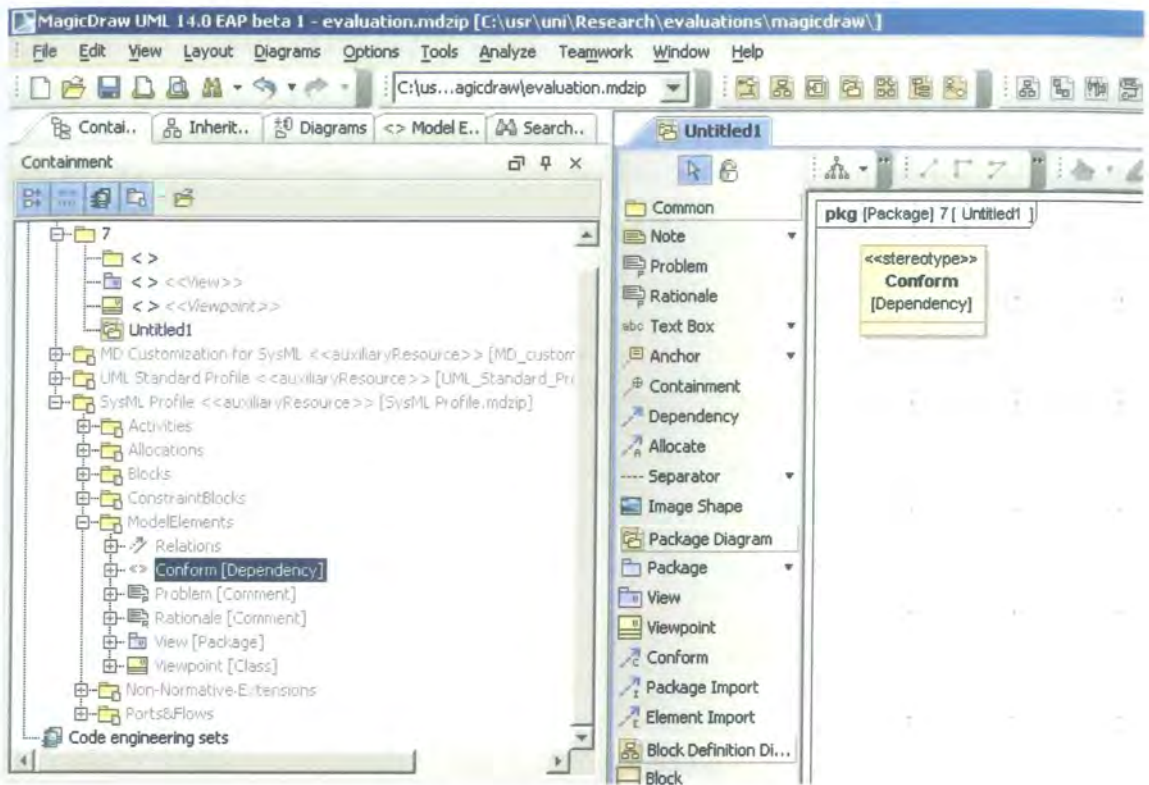 MagicDraw UML 14.0 EAP beta 1 - evaluation.mdzip [C:\usr\uni\Research\evaluations\magicdraw\]
File Edit View Layout Diagrams Options Tools Analyze Teamwork Window Help
C:\us...agicdraw\evaluation.mdzip
Contai.. Inherit.. Diagrams <> Model E.. Search..
Containment
7
< >
< > <<View>>
< > <<Viewpoint>>
Untitled1
MD Customization for SysML <<auxiliaryResource>> [MD_custom
UML Standard Profile <<auxiliaryResource>> [UML_Standard_Pr
SysML Profile <<auxiliaryResource>> [SysML Profile.mdzip]
Activities
Allocations
Blocks
ConstraintBlocks
ModelElements
Relations
<> Conform [Dependency]
Problem [Comment]
Rationale [Comment]
View [Package]
Viewpoint [Class]
Non-Normative-Extensions
Ports&Flows
Code engineering sets
Untitled1
Common
Note
Problem
Rationale
abc Text Box
Anchor
Containment
Dependency
Allocate
Separator
Image Shape
Package Diagram
Package
View
Viewpoint
Conform
Package Import
Element Import
Block Definition Di...
Block
pkg [Package] 7 [ Untitled1 ]
<<stereotype>>
Conform
[Dependency]